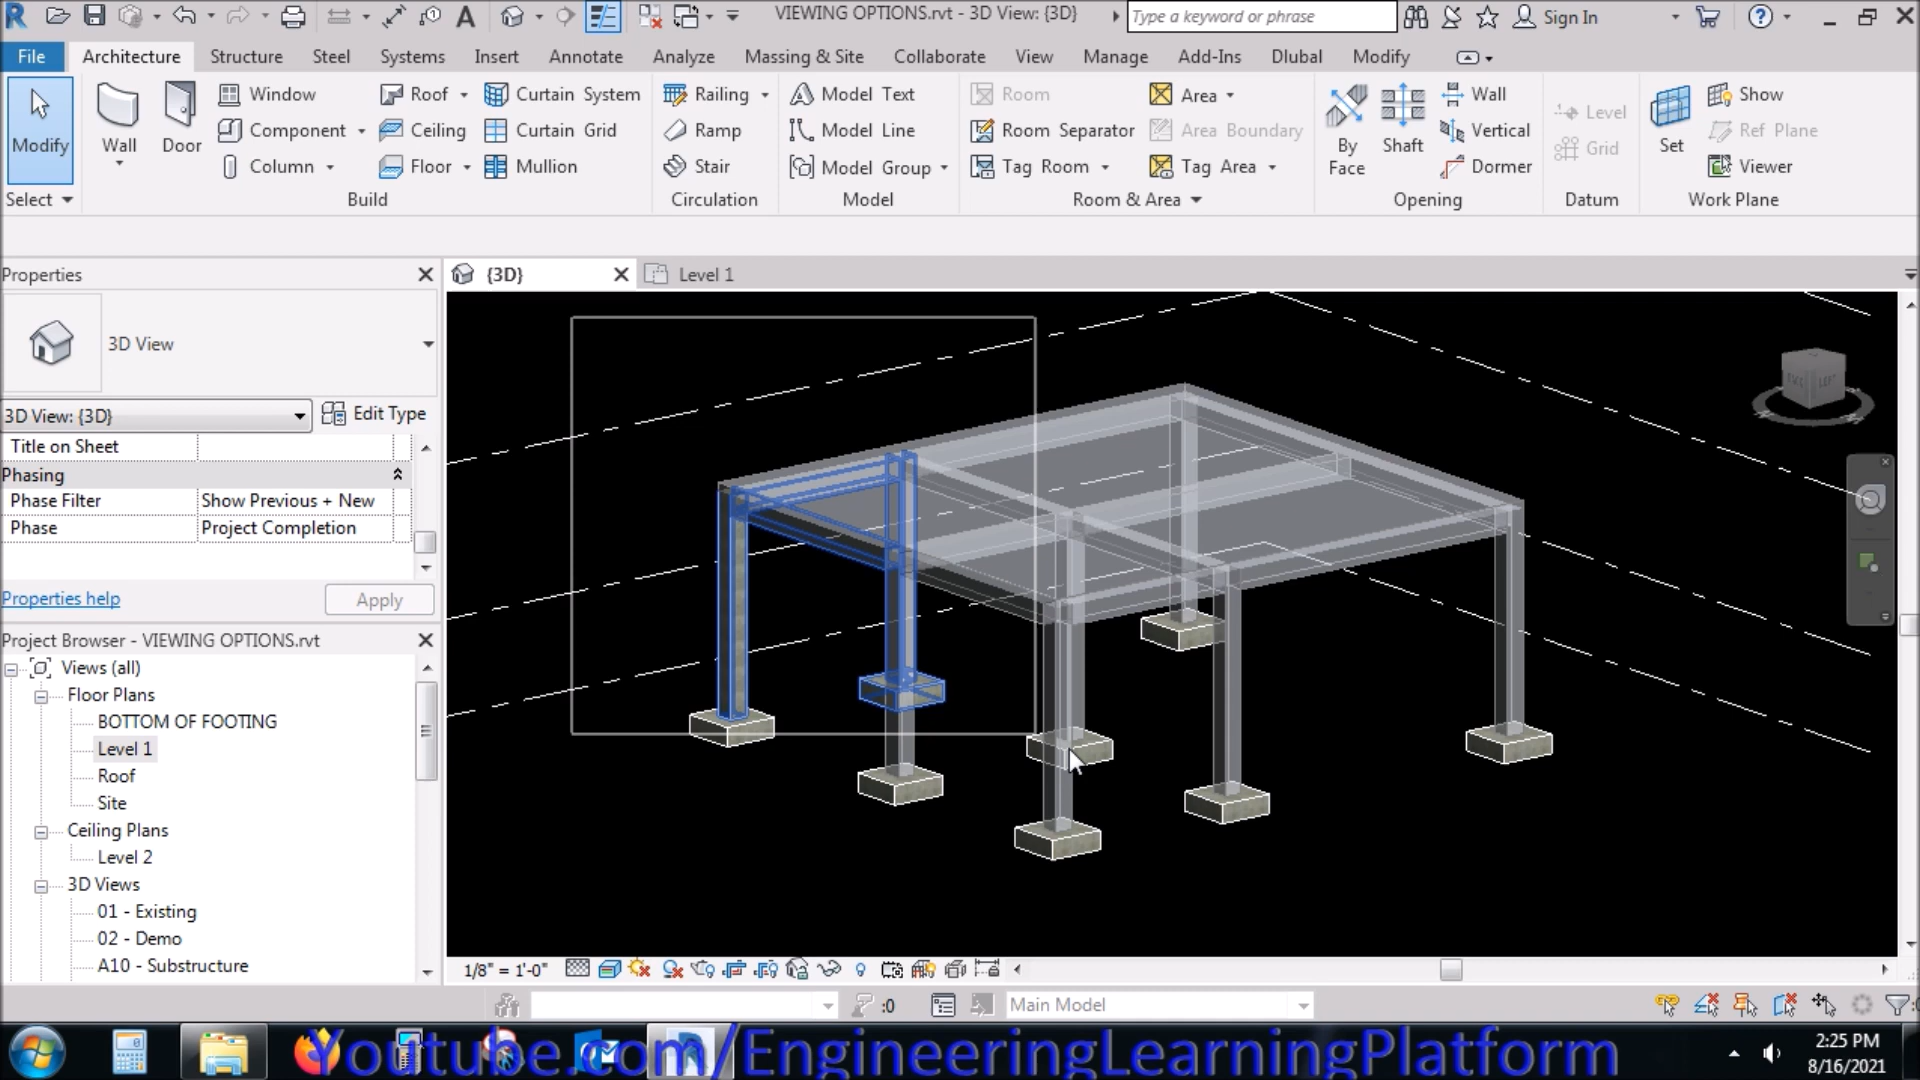 VIEWING OPTIONS.rvt - 3D View: {3D}
Type a keyword or phrase
Sign In
File Architecture Structure Steel Systems Insert Annotate Analyze Massing & Site Collaborate View Manage Add-Ins Dlubal Modify
Modify
Wall
Door
Window
Component
Column
Roof
Ceiling
Floor
Curtain System
Curtain Grid
Mullion
Railing
Ramp
Stair
Model Text
Model Line
Model Group
Room
Room Separator
Tag Room
Area
Area Boundary
Tag Area
By Face
Shaft
Wall
Vertical
Dormer
Level
Grid
Set
Show
Ref Plane
Viewer
Select Build Circulation Model Room & Area Opening Datum Work Plane
Properties
{3D}
Level 1
3D View
3D View: {3D}
Edit Type
Title on Sheet
Phasing
Phase Filter Show Previous + New
Phase Project Completion
Properties help
Apply
Project Browser - VIEWING OPTIONS.rvt
Views (all)
Floor Plans
BOTTOM OF FOOTING
Level 1
Roof
Site
Ceiling Plans
Level 2
3D Views
01 - Existing
02 - Demo
A10 - Substructure
1/8" = 1'-0"
:0
Main Model
Youtube.com/EngineeringLearningPlatform
2:25 PM
8/16/2021